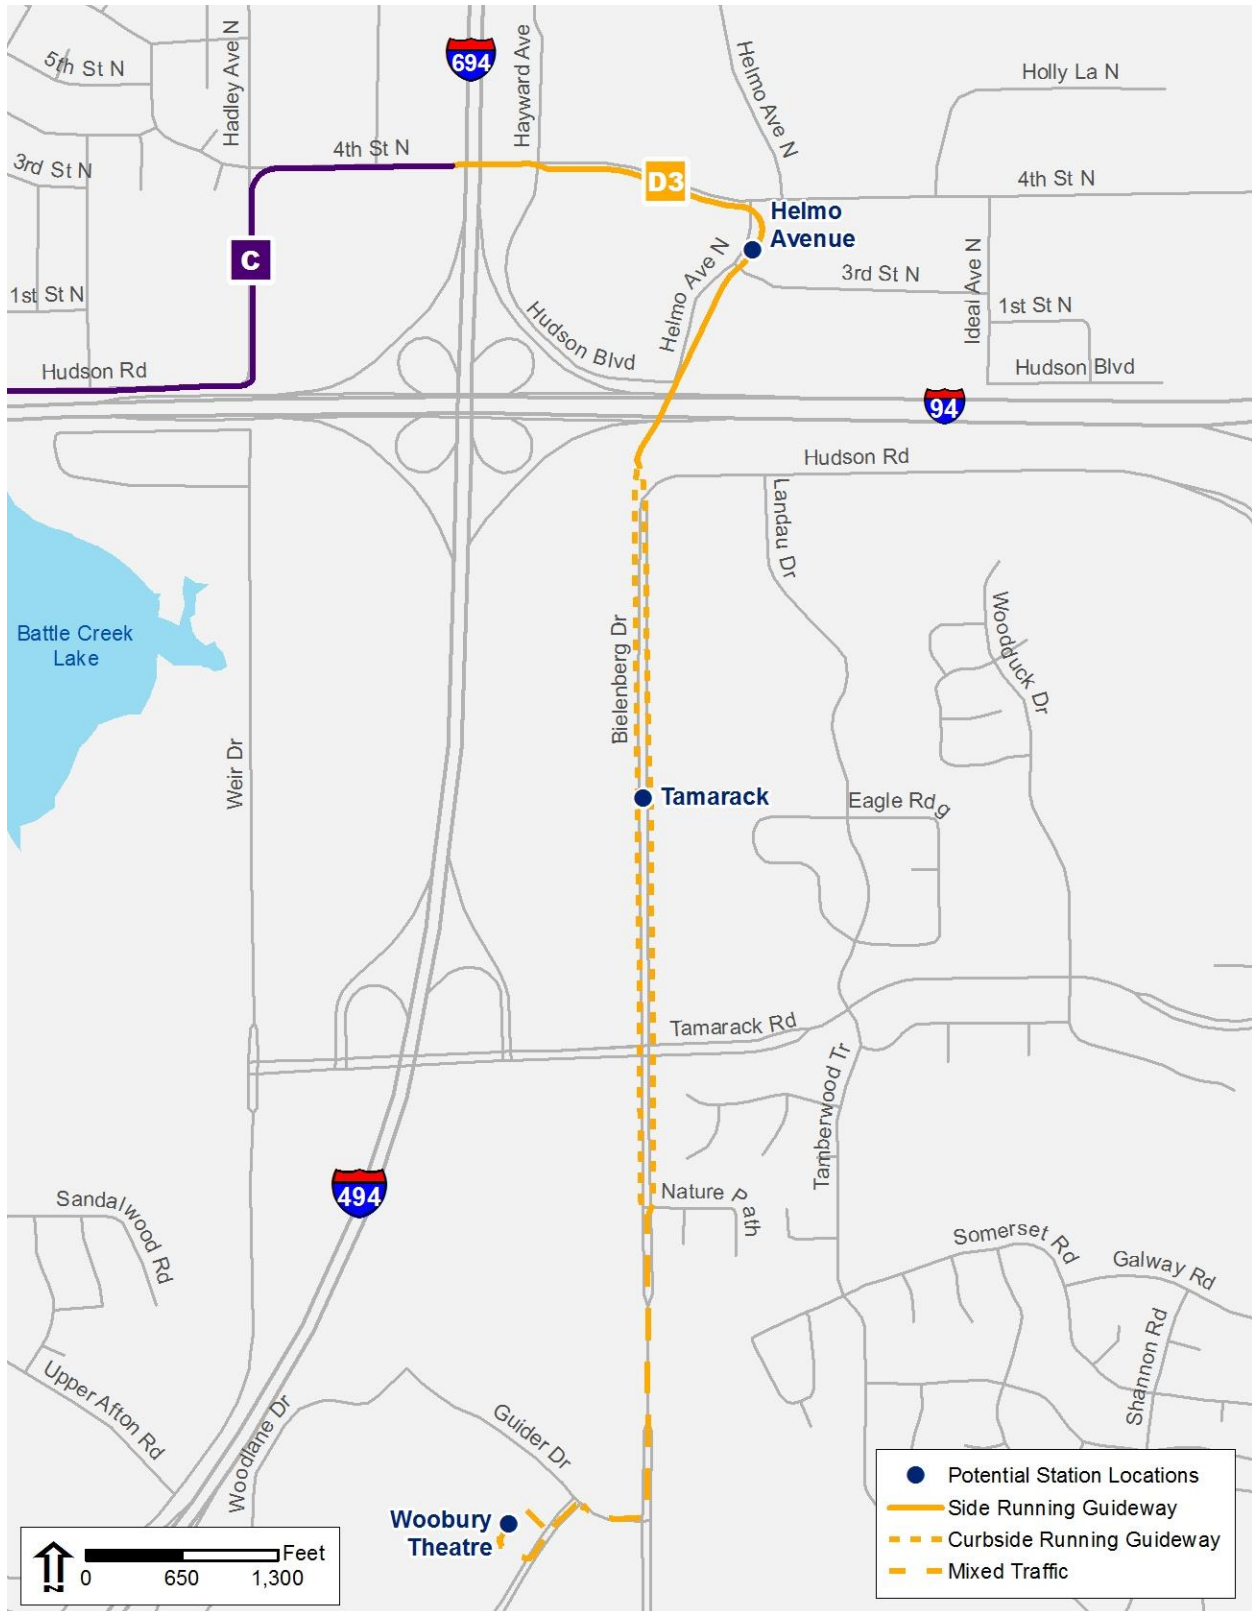 5th St N
Hadley Ave N
694
Hayward Ave
Helmo Ave N
Holly La N
3rd St N
4th St N
D3
4th St N
Helmo
Avenue
C
Helmo Ave N
3rd St N
Ideal Ave N
1st St N
1st St N
Hudson Blvd
Hudson Rd
Hudson Blvd
94
Hudson Rd
Landau Dr
Woodduck Dr
Battle Creek
Lake
Bielenberg Dr
Weir Dr
Tamarack
Eagle Rdg
Tamarack Rd
Tamberwood Tr
494
Nature Path
Sandalwood Rd
Somerset Rd
Galway Rd
Shannon Rd
Upper Afton Rd
Woodlane Dr
Guider Dr
Woobury
Theatre
Potential Station Locations
Side Running Guideway
Curbside Running Guideway
Mixed Traffic
N
Feet
0 650 1,300